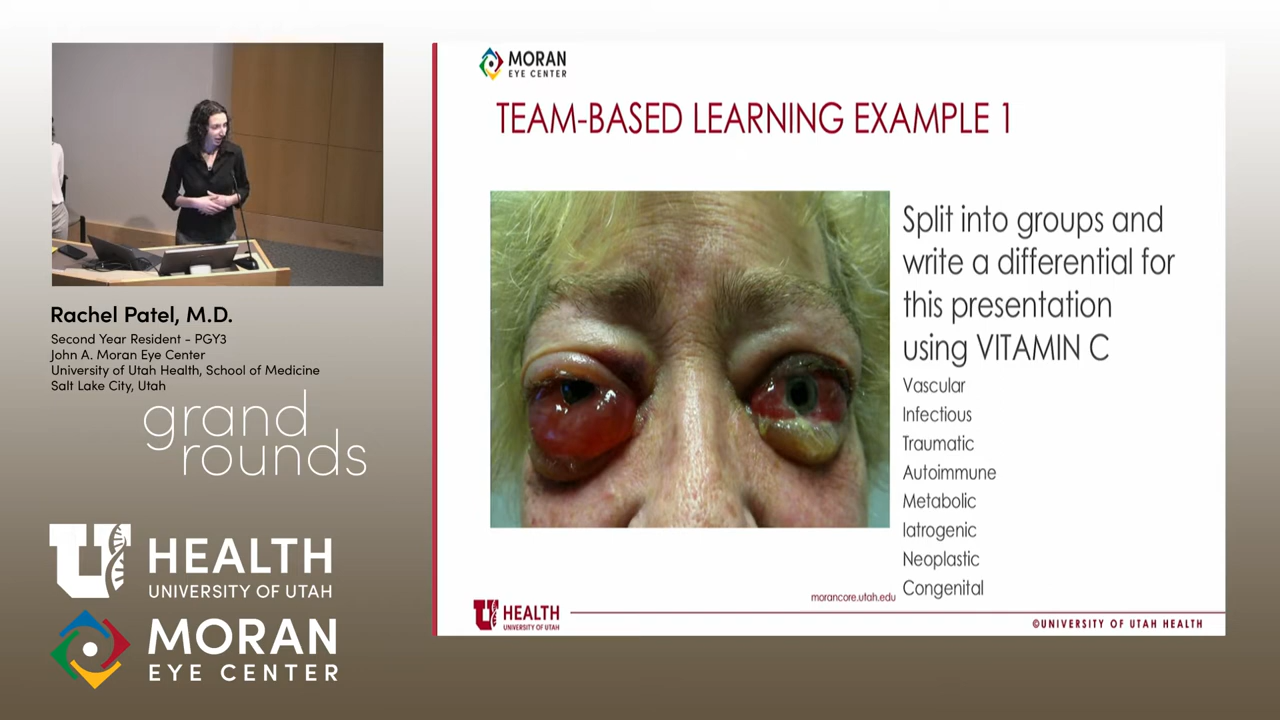 Rachel Patel, M.D.
Second Year Resident - PGY3
John A. Moran Eye Center
University of Utah Health, School of Medicine
Salt Lake City, Utah
grand
rounds
U
HEALTH
UNIVERSITY OF UTAH
MORAN
EYE CENTER
MORAN
EYE CENTER
TEAM-BASED LEARNING EXAMPLE 1
Split into groups and
write a differential for
this presentation
using VITAMIN C
Vascular
Infectious
Traumatic
Autoimmune
Metabolic
Iatrogenic
Neoplastic
Congenital
morancore.utah.edu
U
HEALTH
UNIVERSITY OF UTAH
©UNIVERSITY OF UTAH HEALTH